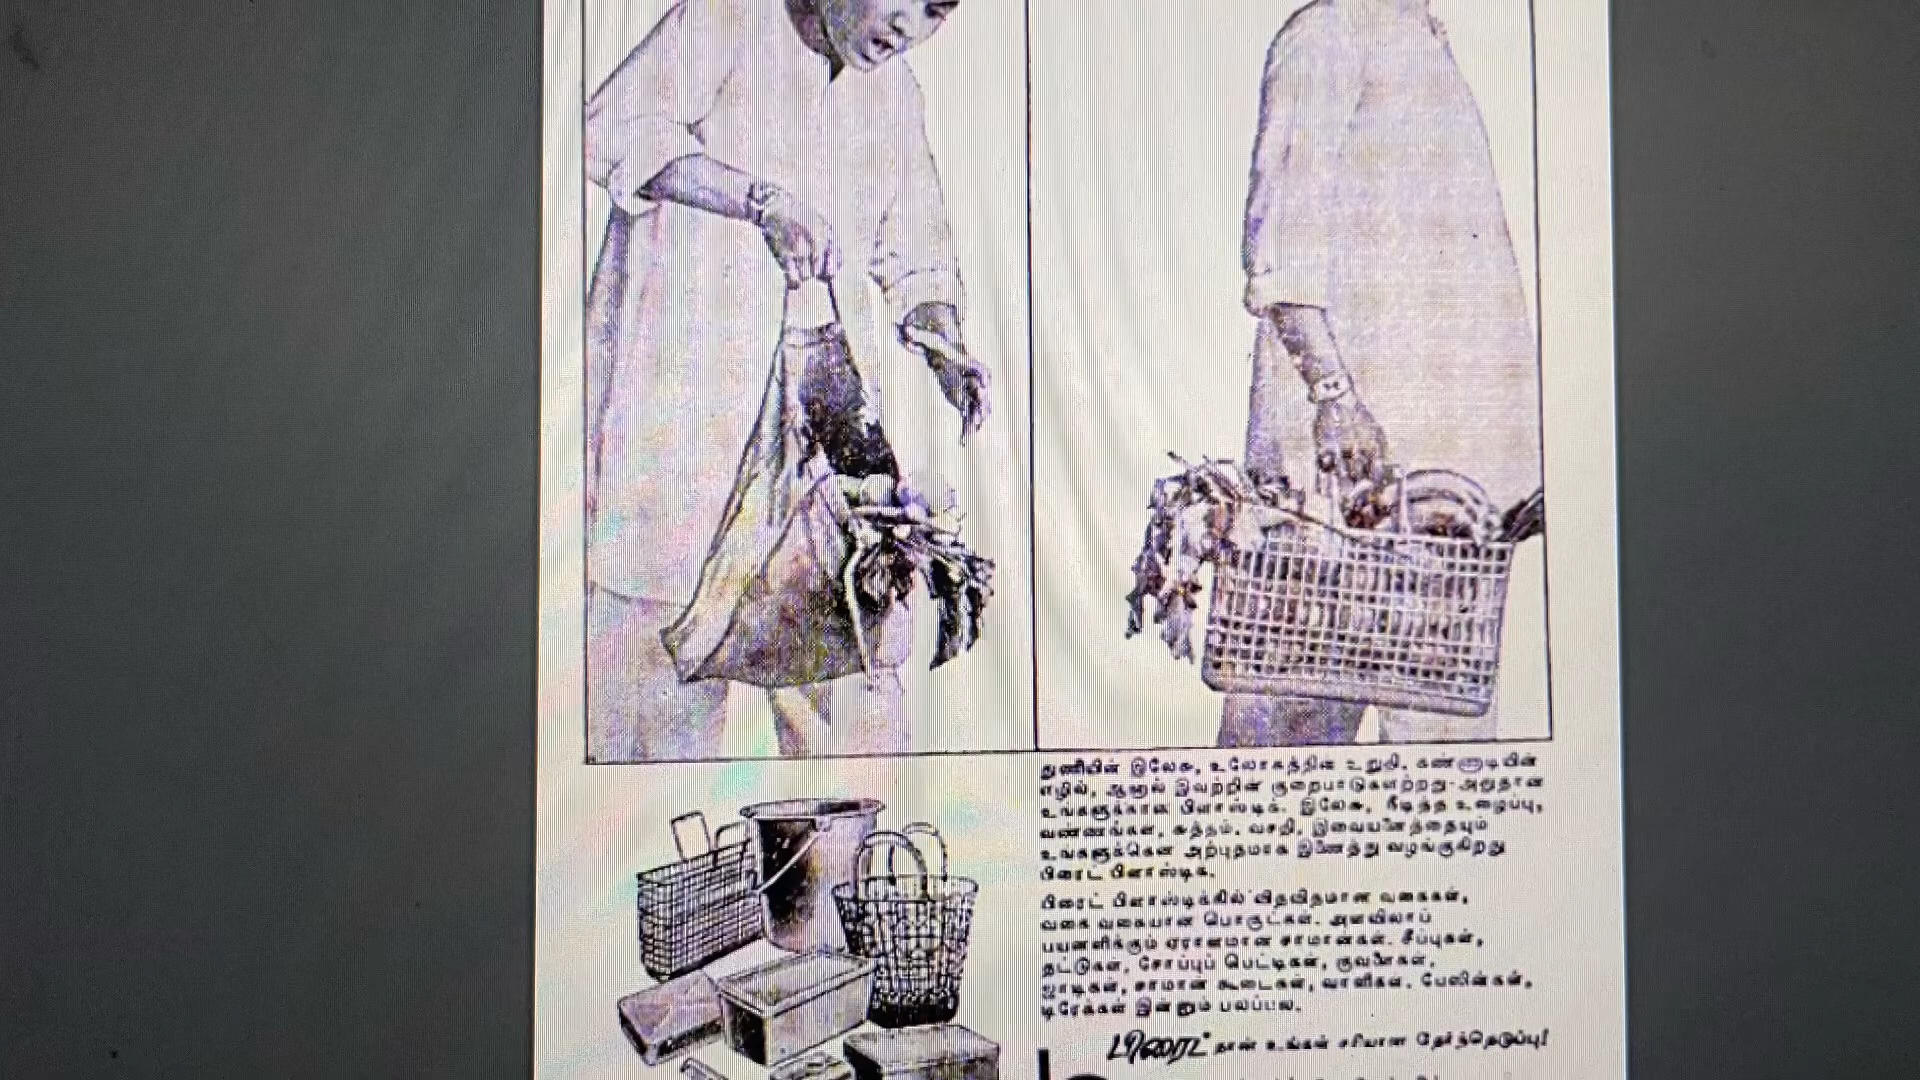 துணியின் இலேசு, உலோகத்தின் உறுதி, கண்ணாடியின்
எழில், ஆனால் இவற்றின் குறைபாடுகளற்றது-அதுதான்
உங்களுக்கான பிளாஸ்டிக். இலேசு, நீடித்த உழைப்பு,
வண்ணங்கள், சுத்தம், வசதி, இவையனைத்தையும்
உங்களுக்கென அற்புதமாக இணைத்து வழங்குகிறது
பிரைட் பிளாஸ்டிக்.
பிரைட் பிளாஸ்டிக்கில் விதவிதமான வகைகள்,
வகை வகையான பொருட்கள். அளவிலாப்
பயனளிக்கும் ஏராளமான சாமான்கள். சீப்புகள்,
தட்டுகள், சோப்புப் பெட்டிகள், குவளைகள்,
ஜாடிகள், சாமான் கூடைகள், வாளிகள், பேஸின்கள்,
டிரேக்கள் இன்னும் பலப்பல.
பிரைட் தான் உங்கள் சரியான தேர்ந்தெடுப்பு!